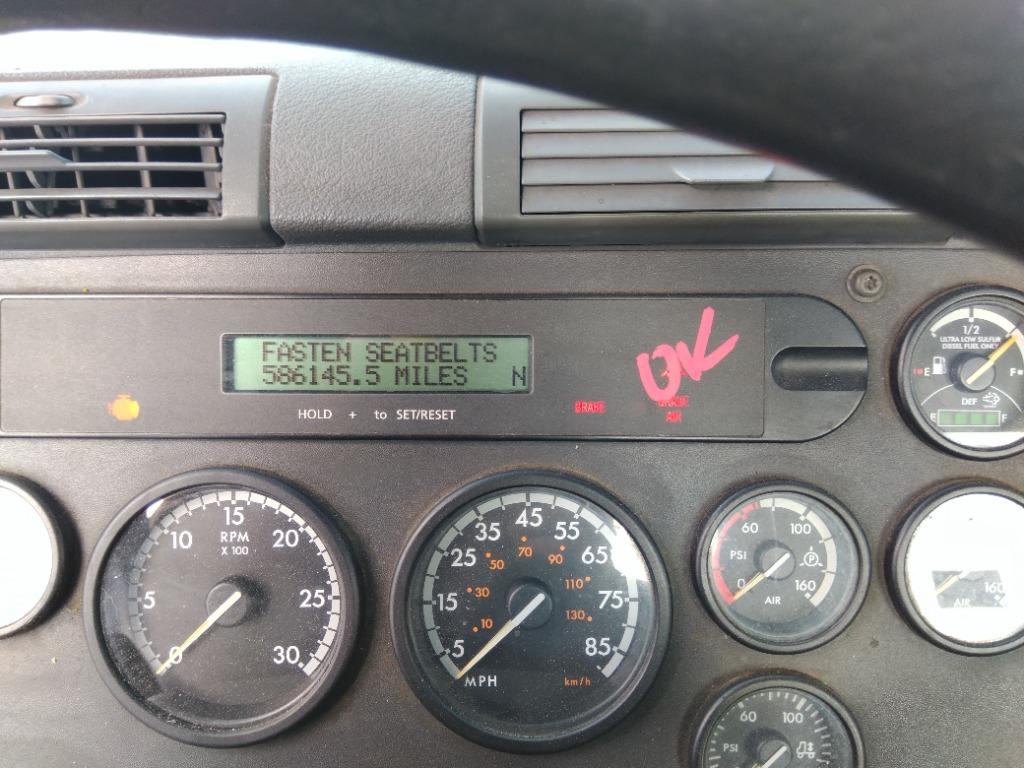 FASTEN SEATBELTS
586145.5 MILES N
HOLD + to SET/RESET
BRAKE
AIR
OK
1/2
ULTRA LOW SULFUR
DIESEL FUEL ONLY
E F
DEF
E F
0 5 10 15 20 25 30
RPM
X 100
5 15 25 35 45 55 65 75 85
10 30 50 70 90 110 130
MPH
km/h
0 60 100 160
PSI
P
AIR
160
AIR
60 100
PSI